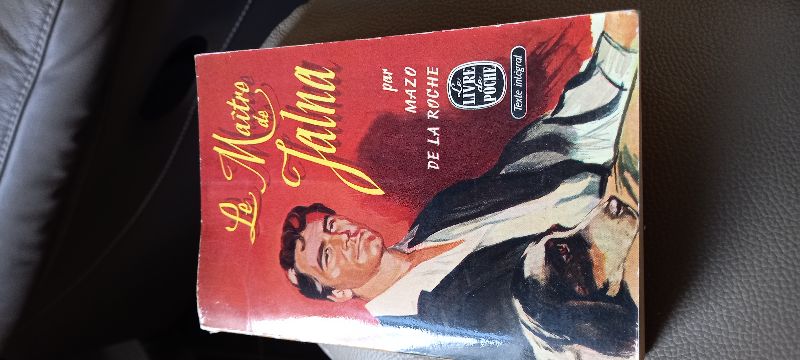 Le Maître
de
Jalna
par
MAZO
DE LA ROCHE
Le
LIVRE
de
POCHE
Texte intégral